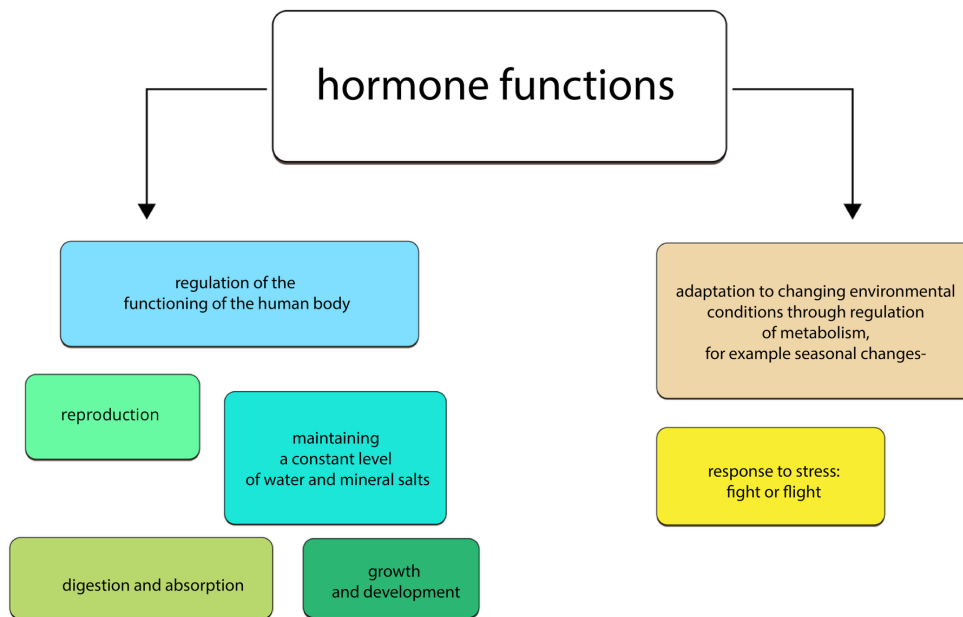 hormone functions
regulation of the
functioning of the human body
reproduction
maintaining
a constant level
of water and mineral salts
digestion and absorption
growth
and development
adaptation to changing environmental
conditions through regulation
of metabolism,
for example seasonal changes-
response to stress:
fight or flight